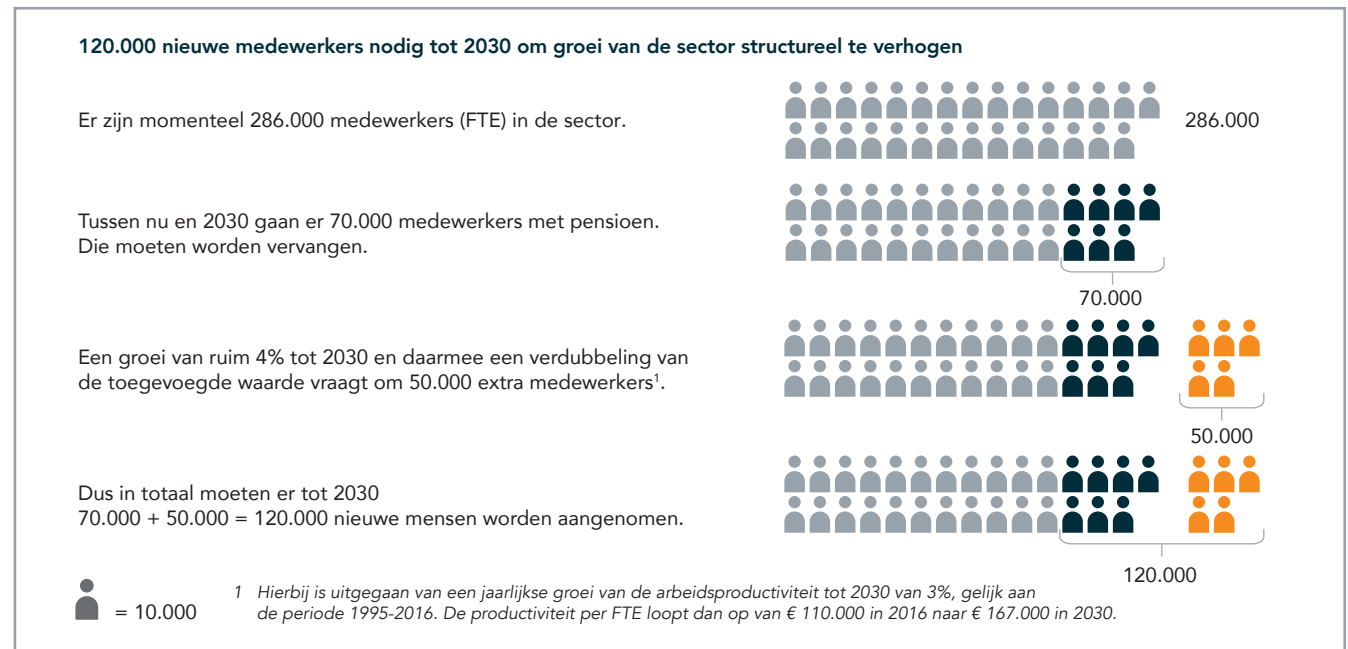 120.000 nieuwe medewerkers nodig tot 2030 om groei van de sector structureel te verhogen
Er zijn momenteel 286.000 medewerkers (FTE) in de sector.
286.000
Tussen nu en 2030 gaan er 70.000 medewerkers met pensioen.
Die moeten worden vervangen.
70.000
Een groei van ruim 4% tot 2030 en daarmee een verdubbeling van
de toegevoegde waarde vraagt om 50.000 extra medewerkers¹.
50.000
Dus in totaal moeten er tot 2030
70.000 + 50.000 = 120.000 nieuwe mensen worden aangenomen.
120.000
= 10.000
1 Hierbij is uitgegaan van een jaarlijkse groei van de arbeidsproductiviteit tot 2030 van 3%, gelijk aan
de periode 1995-2016. De productiviteit per FTE loopt dan op van € 110.000 in 2016 naar € 167.000 in 2030.